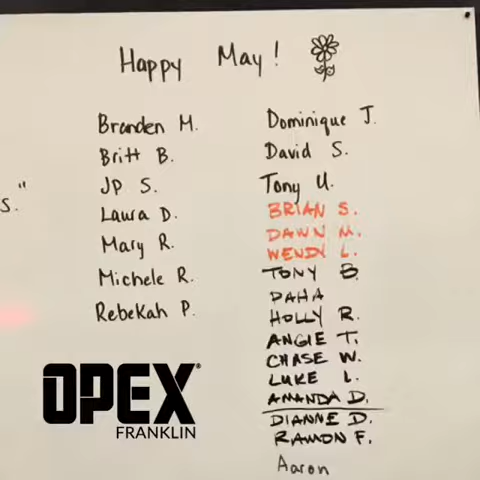 Happy May!
Branden M.
Britt B.
JP S.
Laura D.
Mary R.
Michele R.
Rebekah P.
Dominique J.
David S.
Tony U.
BRIAN S.
DAWN M.
WENDY L.
TONY B.
DAHA
HOLLY R.
ANGIE T.
CHASE W.
LUKE L.
AMANDA D.
DIANNE D.
RAMON F.
Aaron
"
S.
OPEX®
FRANKLIN